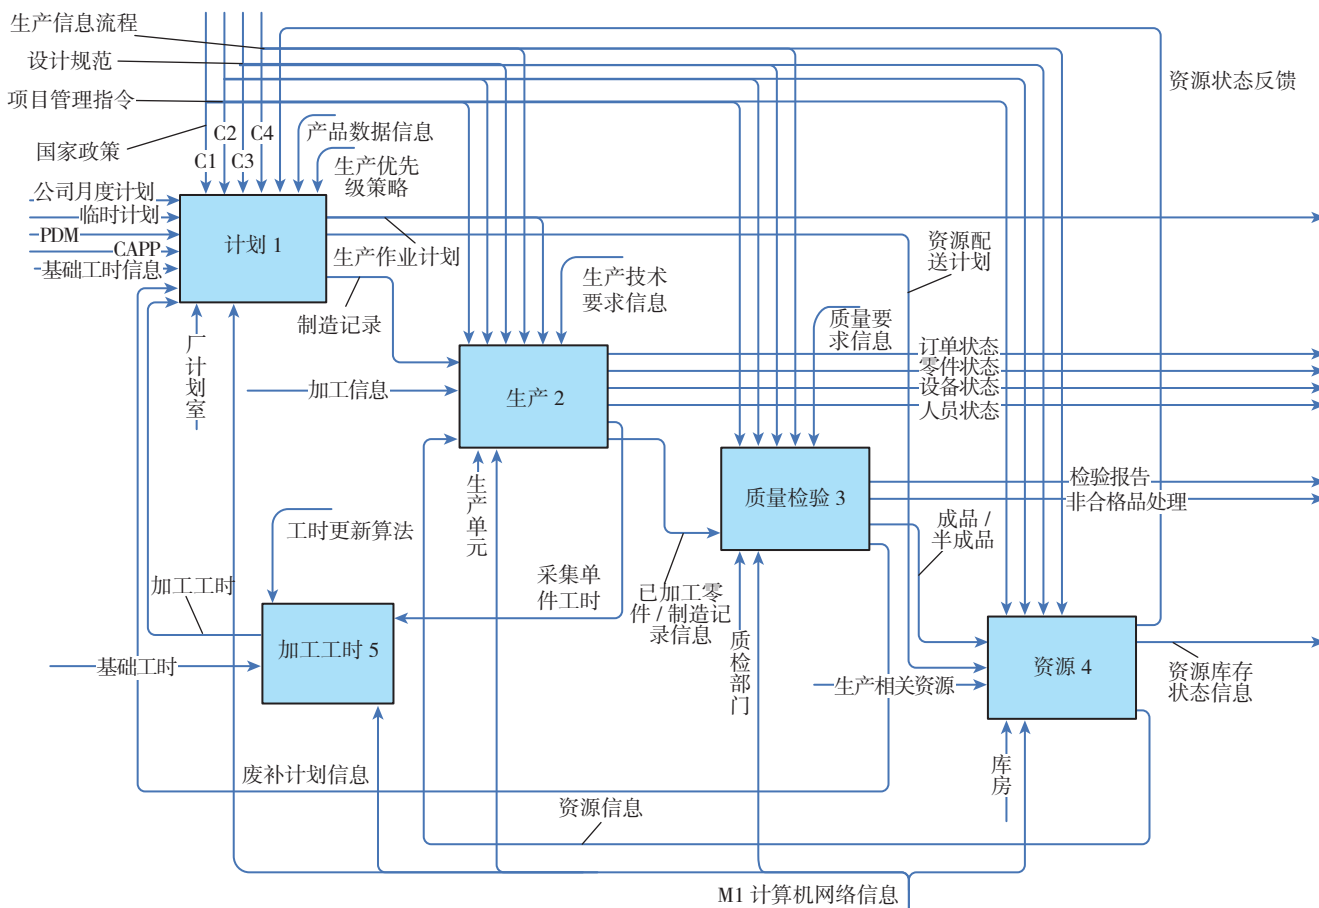 生产信息流程
设计规范
项目管理指令
国家政策
C1
C2
C3
C4
产品数据信息
生产优先
级策略
资源状态反馈
公司月度计划
临时计划
PDM
CAPP
基础工时信息
计划 1
生产作业计划
制造记录
厂计划室
生产技术
要求信息
资源配
送计划
质量要
求信息
加工信息
生产 2
订单状态
零件状态
设备状态
人员状态
生产单元
质量检验 3
检验报告
非合格品处理
成品 /
半成品
工时更新算法
采集单
件工时
已加工零
件 / 制造记
录信息
质检部门
加工工时
加工工时 5
基础工时
生产相关资源
资源 4
资源库存
状态信息
库房
废补计划信息
资源信息
M1 计算机网络信息